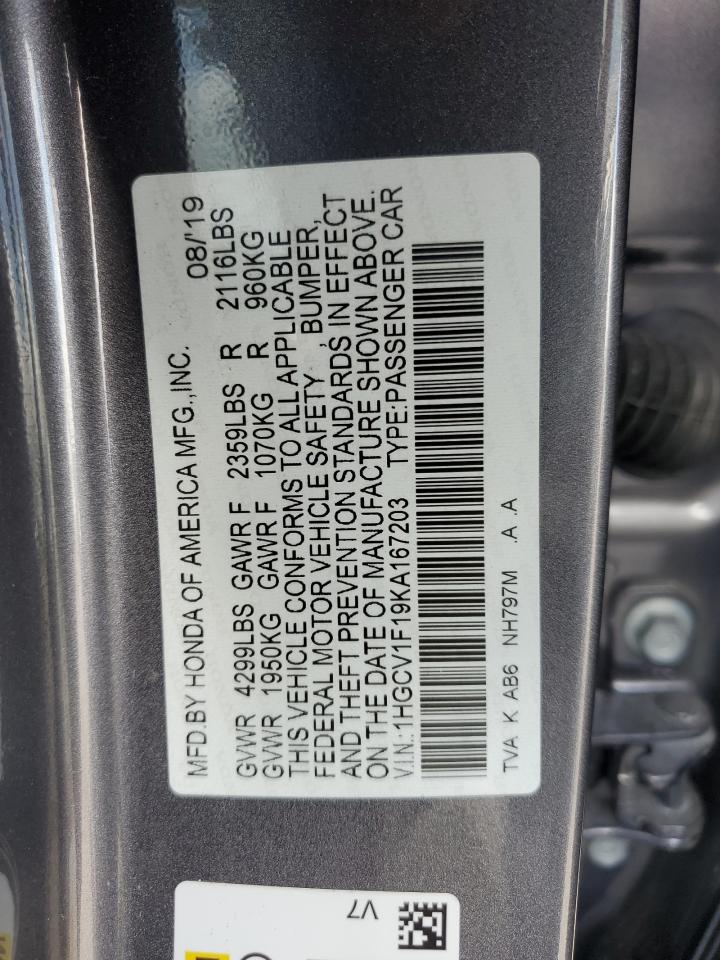 MFD.BY HONDA OF AMERICA MFG.,INC. 08/'19
GVWR 4299LBS GAWR F 2359LBS R 2116LBS
GVWR 1950KG GAWR F 1070KG R 960KG
THIS VEHICLE CONFORMS TO ALL APPLICABLE
FEDERAL MOTOR VEHICLE SAFETY , BUMPER,
AND THEFT PREVENTION STANDARDS, IN EFFECT
ON THE DATE OF MANUFACTURE SHOWN ABOVE.
V.I.N.: 1HGCV1F19KA167203 TYPE:PASSENGER CAR
TVA K AB6 NH797M .A .A
V7